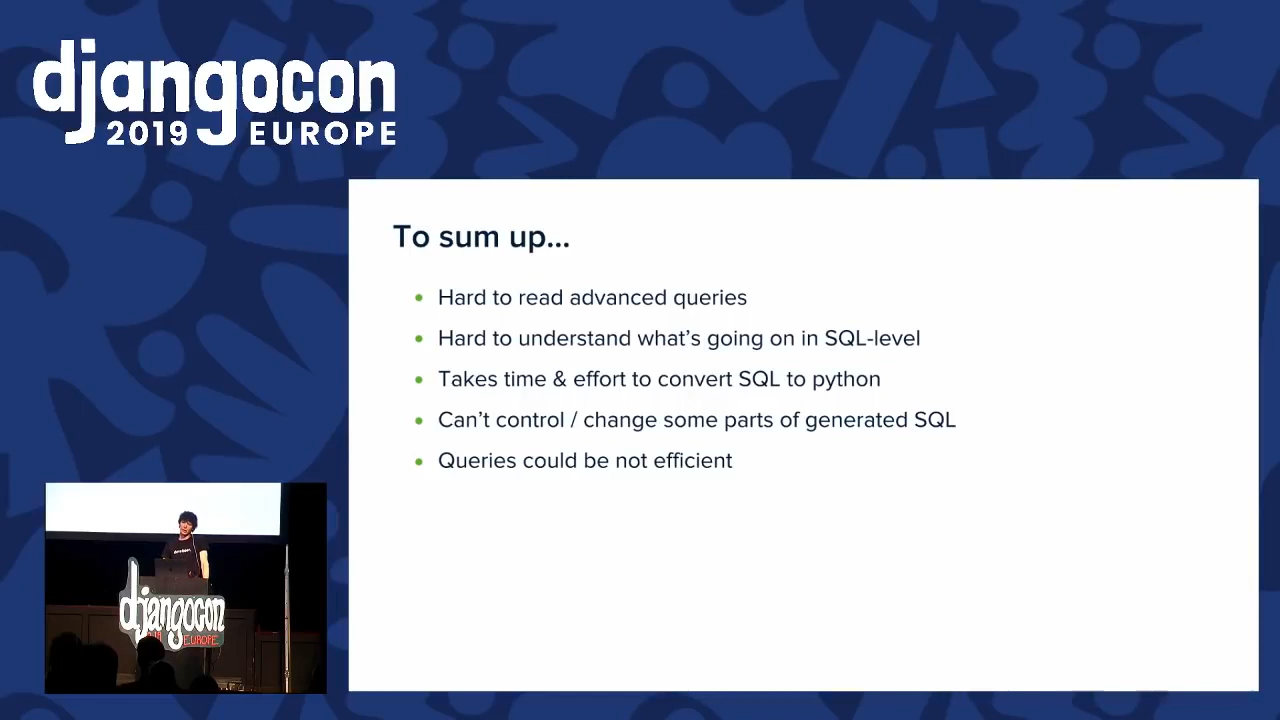 djangocon
2019 EUROPE
To sum up...
• Hard to read advanced queries
• Hard to understand what's going on in SQL-level
• Takes time & effort to convert SQL to python
• Can't control / change some parts of generated SQL
• Queries could be not efficient
djangocon
EUROPE